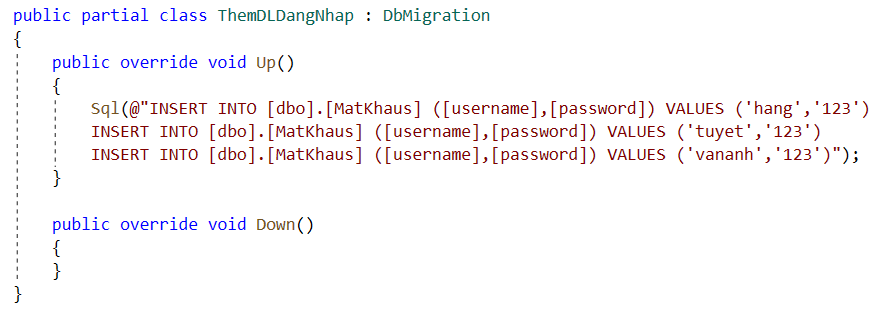 public partial class ThemDLDangNhap : DbMigration
{
    public override void Up()
    {
        Sql(@"INSERT INTO [dbo].[MatKhaus] ([username],[password]) VALUES ('hang','123')
        INSERT INTO [dbo].[MatKhaus] ([username],[password]) VALUES ('tuyet','123')
        INSERT INTO [dbo].[MatKhaus] ([username],[password]) VALUES ('vananh','123')");
    }
    public override void Down()
    {
    }
}